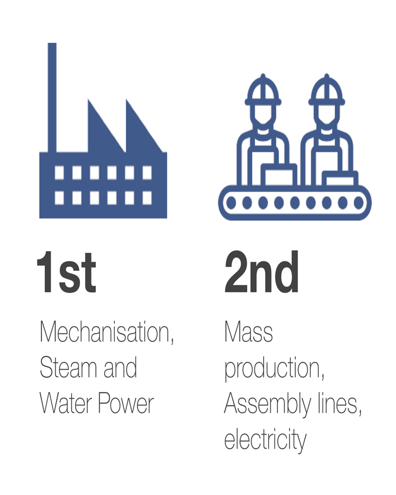 1st
Mechanisation,
Steam and
Water Power
2nd
Mass
production,
Assembly lines,
electricity